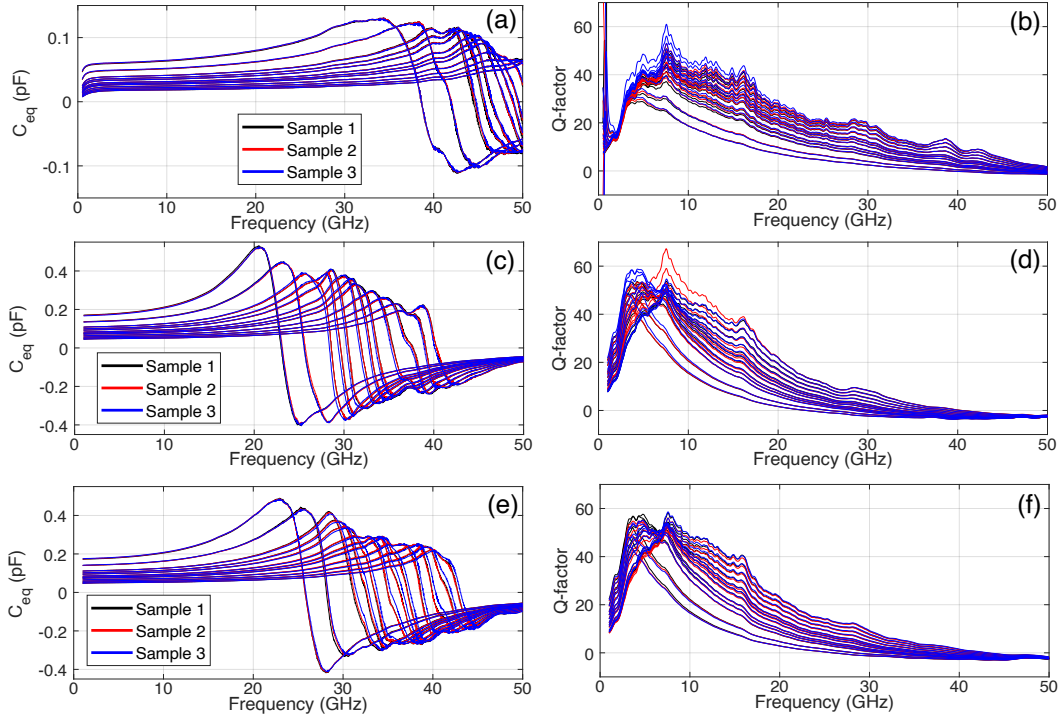 (a)
0.1
0
-0.1
C_eq (pF)
Sample 1
Sample 2
Sample 3
0 10 20 30 40 50
Frequency (GHz)
(b)
60
40
20
0
Q-factor
0 10 20 30 40 50
Frequency (GHz)
(c)
0.4
0.2
0
-0.2
-0.4
C_eq (pF)
Sample 1
Sample 2
Sample 3
0 10 20 30 40 50
Frequency (GHz)
(d)
60
40
20
0
Q-factor
0 10 20 30 40 50
Frequency (GHz)
(e)
0.4
0.2
0
-0.2
-0.4
C_eq (pF)
Sample 1
Sample 2
Sample 3
0 10 20 30 40 50
Frequency (GHz)
(f)
60
40
20
0
Q-factor
0 10 20 30 40 50
Frequency (GHz)